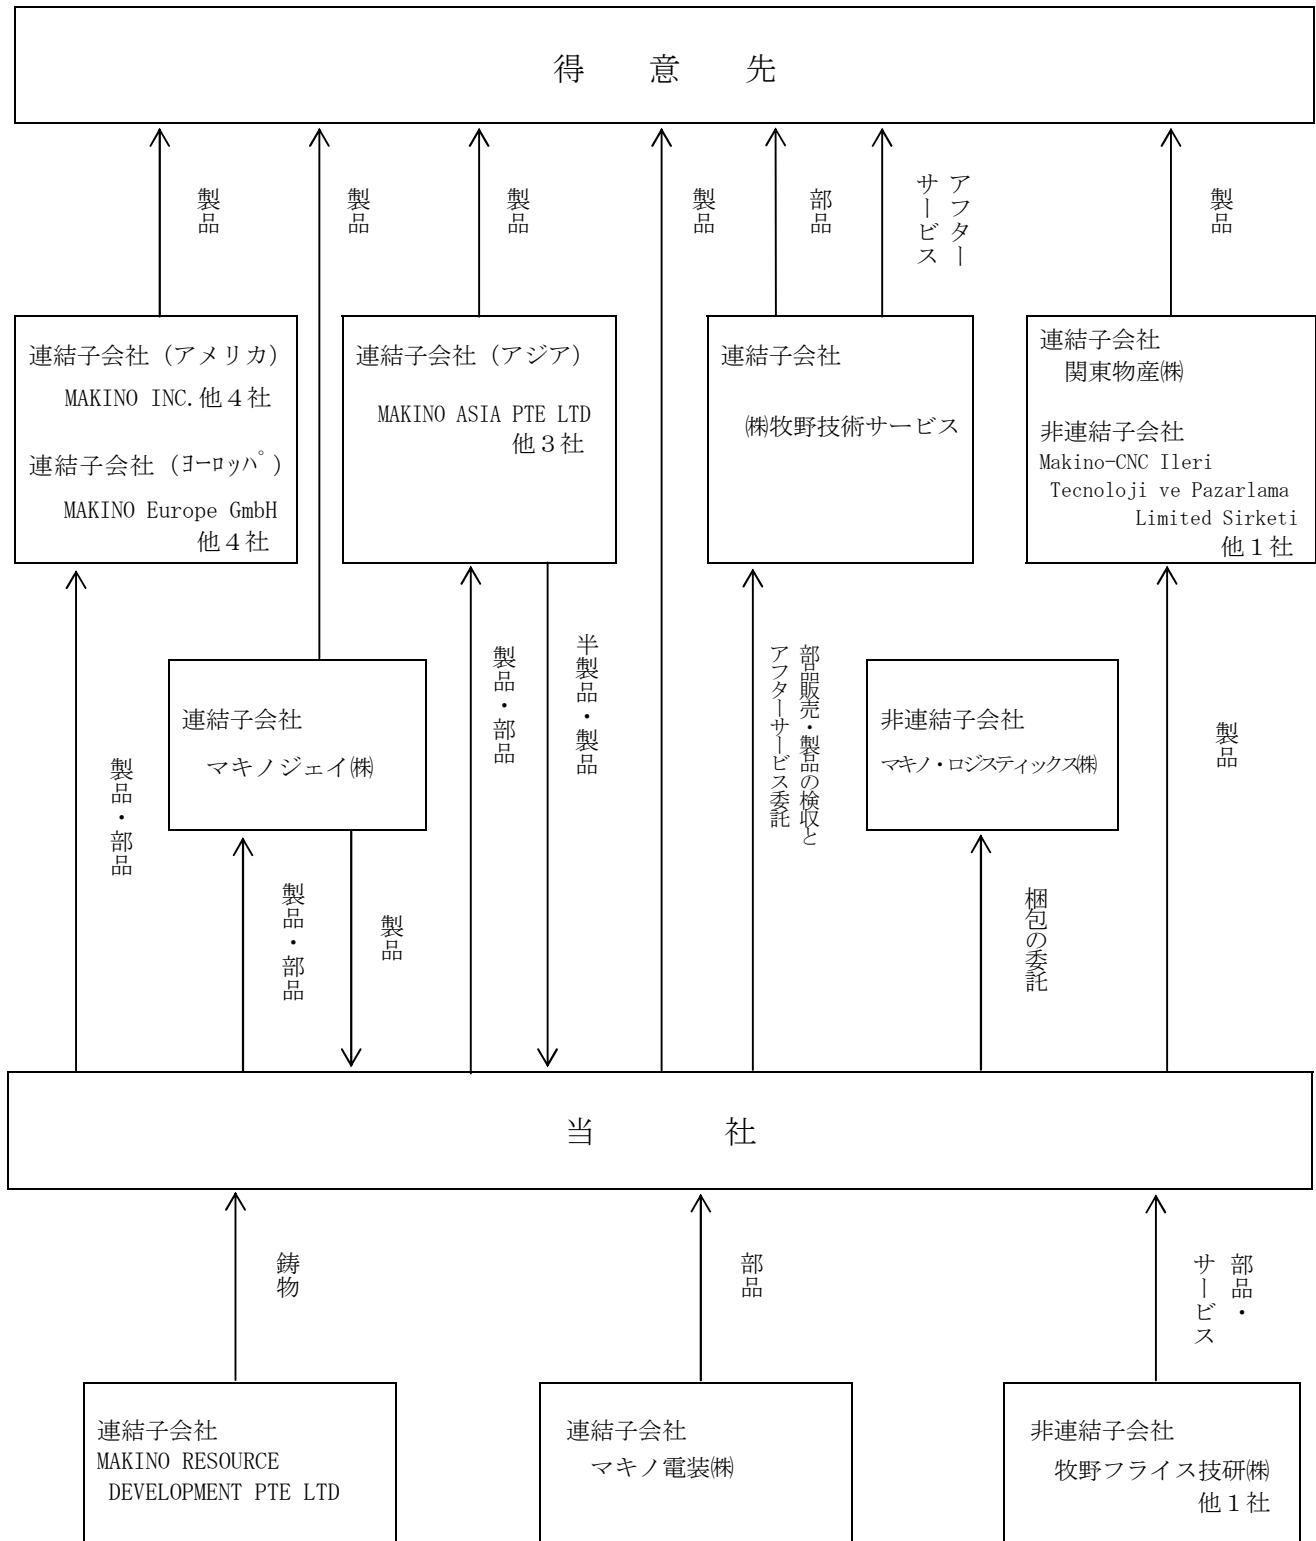 得意先
製品
製品
製品
製品
部品
アフター
サービス
製品
連結子会社（アメリカ）
MAKINO INC.他４社
連結子会社（ﾖｰﾛｯﾊﾟ）
MAKINO Europe GmbH
他４社
連結子会社（アジア）
MAKINO ASIA PTE LTD
他３社
連結子会社
㈱牧野技術サービス
連結子会社
関東物産㈱
非連結子会社
Makino-CNC Ileri
Tecnoloji ve Pazarlama
Limited Sirketi
他１社
連結子会社
マキノジェイ㈱
非連結子会社
マキノ・ロジスティックス㈱
製品・部品
製品・部品
製品
製品・部品
半製品・製品
部品販売・製品の検収と
アフターサービス委託
梱包の委託
製品
当社
鋳物
部品
部品・
サービス
連結子会社
MAKINO RESOURCE
DEVELOPMENT PTE LTD
連結子会社
マキノ電装㈱
非連結子会社
牧野フライス技研㈱
他１社